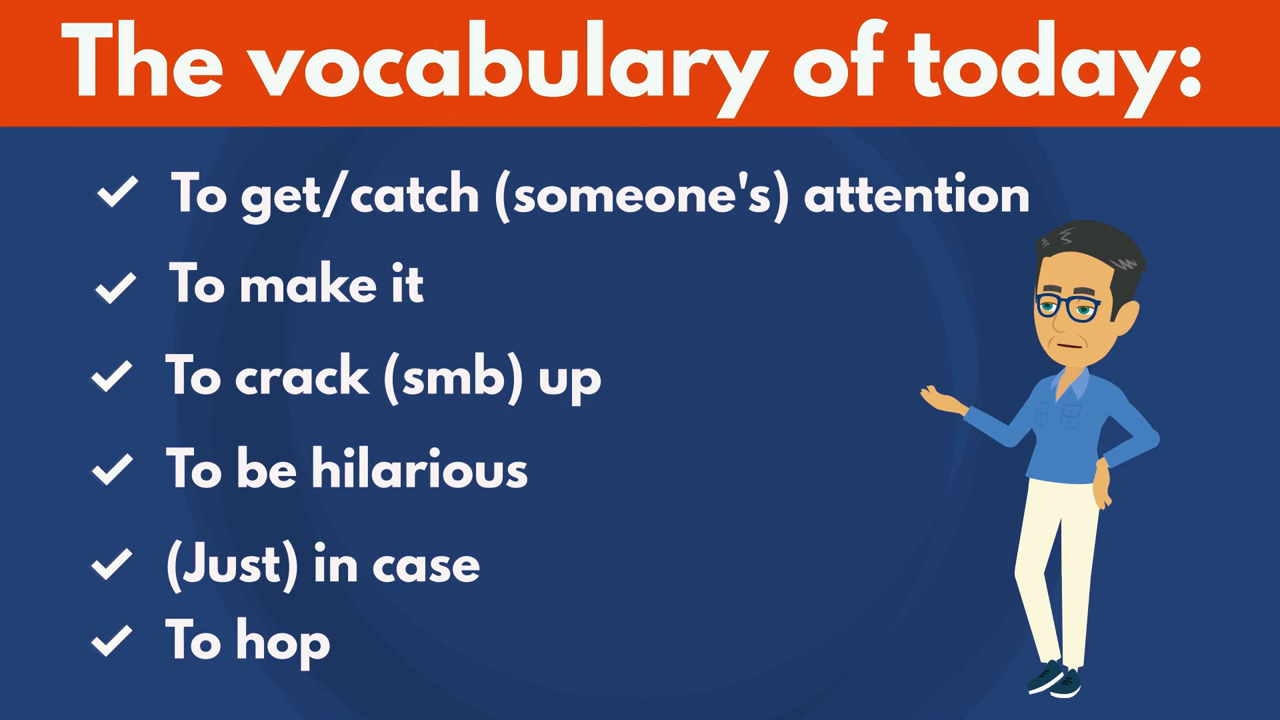 The vocabulary of today:
To get/catch (someone's) attention
To make it
To crack (smb) up
To be hilarious
(Just) in case
To hop